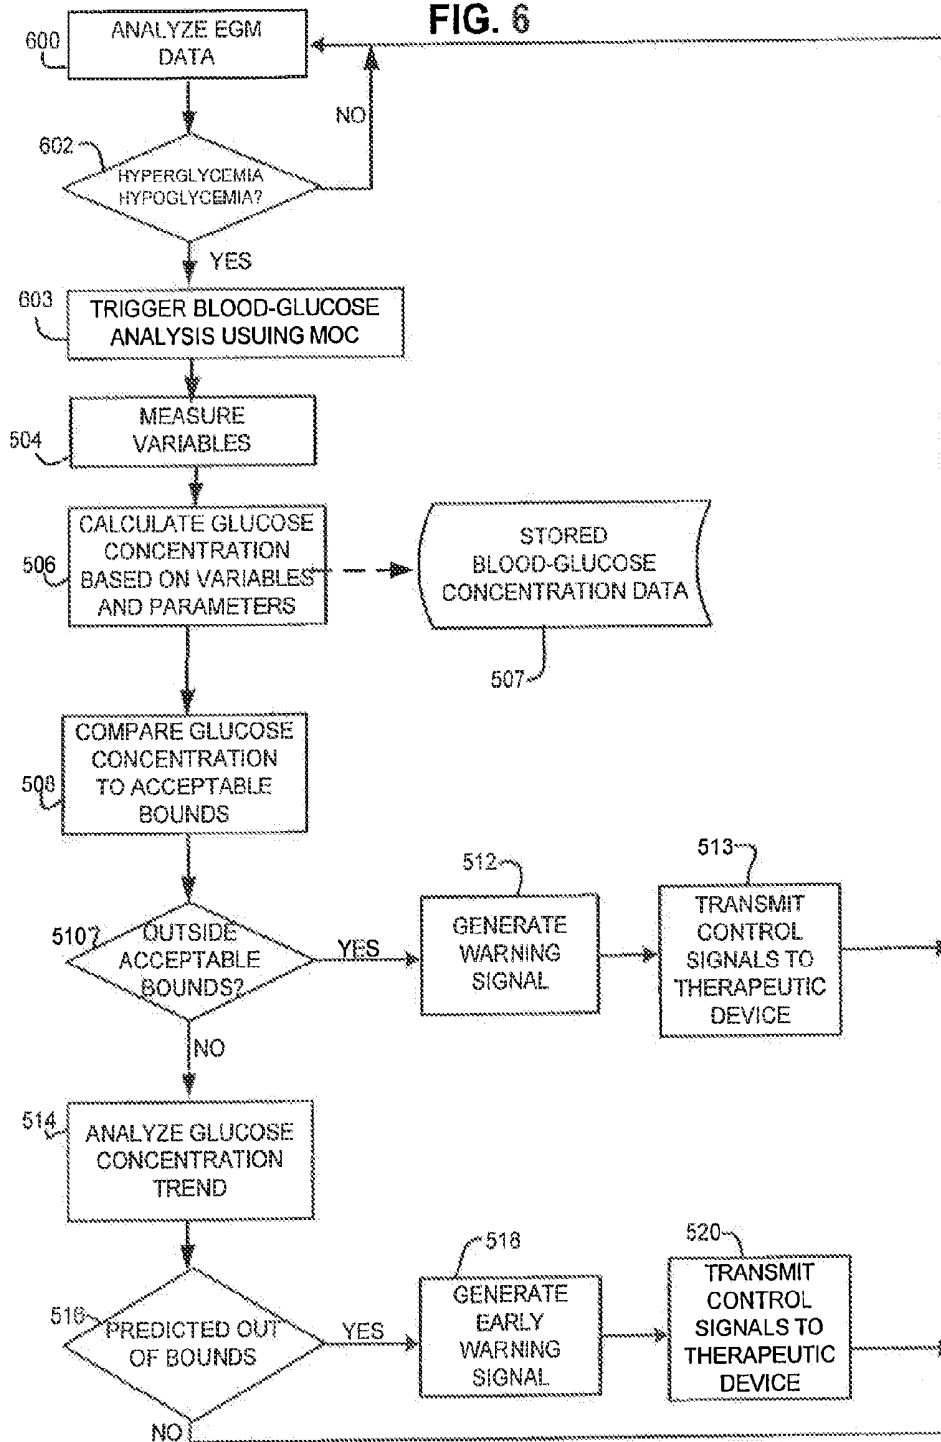 FIG. 6
600
ANALYZE EGM
DATA
NO
602
HYPERGLYCEMIA
HYPOGLYCEMIA?
YES
603
TRIGGER BLOOD-GLUCOSE
ANALYSIS USUING MOC
504
MEASURE
VARIABLES
506
CALCULATE GLUCOSE
CONCENTRATION
BASED ON VARIABLES
AND PARAMETERS
STORED
BLOOD-GLUCOSE
CONCENTRATION DATA
507
508
COMPARE GLUCOSE
CONCENTRATION
TO ACCEPTABLE
BOUNDS
510
OUTSIDE
ACCEPTABLE
BOUNDS?
YES
512
GENERATE
WARNING
SIGNAL
513
TRANSMIT
CONTROL
SIGNALS TO
THERAPEUTIC
DEVICE
NO
514
ANALYZE GLUCOSE
CONCENTRATION
TREND
516
PREDICTED OUT
OF BOUNDS
YES
518
GENERATE
EARLY
WARNING
SIGNAL
520
TRANSMIT
CONTROL
SIGNALS TO
THERAPEUTIC
DEVICE
NO